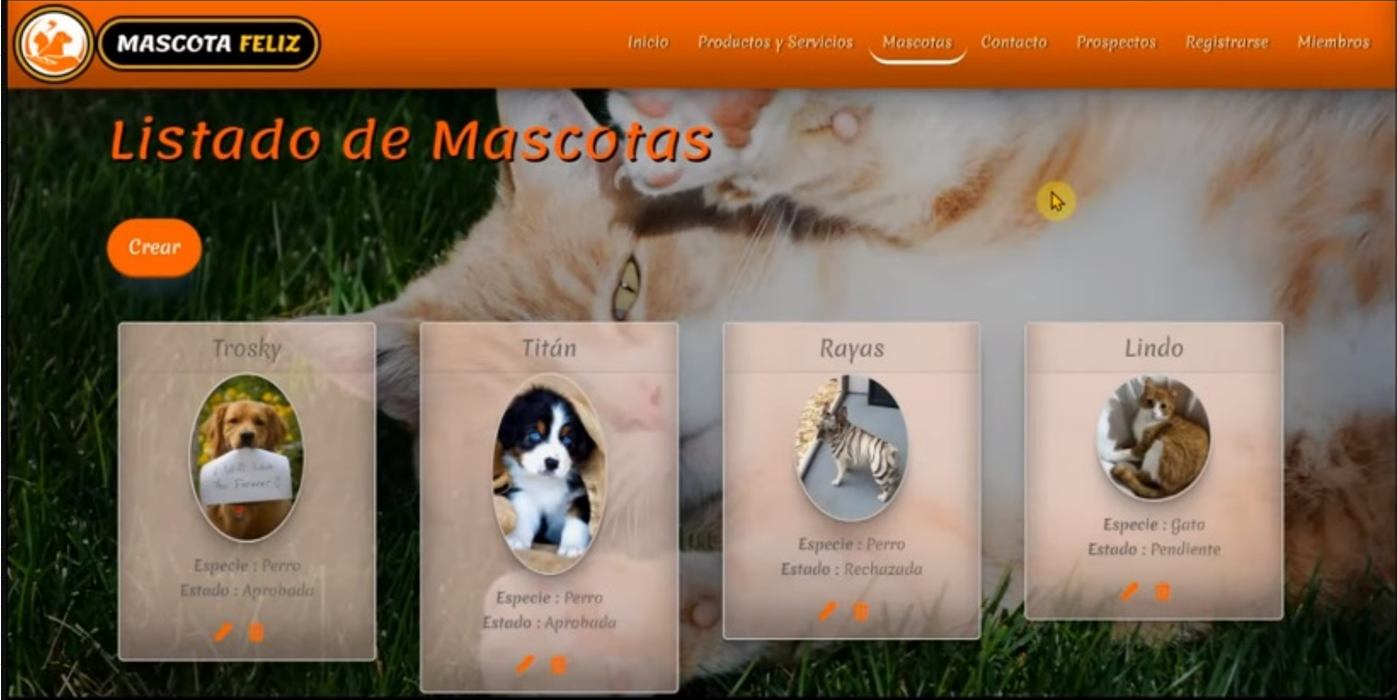 MASCOTA FELIZ
Inicio Productos y Servicios Mascotas Contacto Prospectos Registrarse Miembros
Listado de Mascotas
Crear
Trosky
I Will Love
You Forever
Especie : Perro
Estado : Aprobada
Titán
Especie : Perro
Estado : Aprobada
Rayas
Especie : Perro
Estado : Rechazada
Lindo
Especie : Gato
Estado : Pendiente